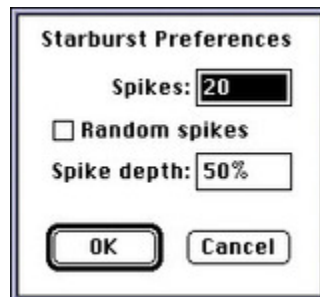 Starburst Preferences
Spikes: 20
Random spikes
Spike depth: 50%
OK Cancel